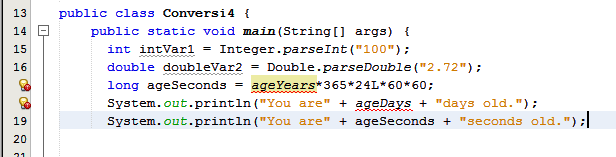 13 public class Conversi4 {
14 public static void main(String[] args) {
15 int intVar1 = Integer.parseInt("100");
16 double doubleVar2 = Double.parseDouble("2.72");
long ageSeconds = ageYears*365*24L*60*60;
System.out.println("You are" + ageDays + "days old.");
19 System.out.println("You are" + ageSeconds + "seconds old.");
20